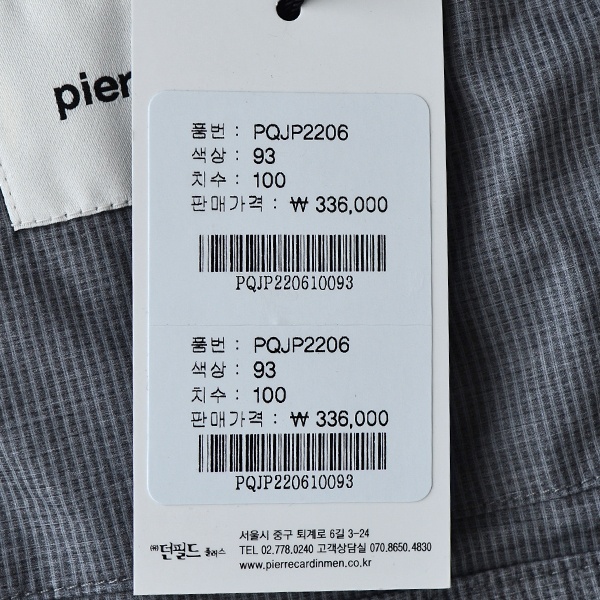 pier
품번 : PQJP2206
색상 : 93
치수 : 100
판매가격 : ₩ 336,000
PQJP220610093
품번 : PQJP2206
색상 : 93
치수 : 100
판매가격 : ₩ 336,000
PQJP220610093
㈜던필드 플러스
서울시 중구 퇴계로 6길 3-24
TEL 02.778.0240 고객상담실 070.8650.4830
www.pierrecardinmen.co.kr